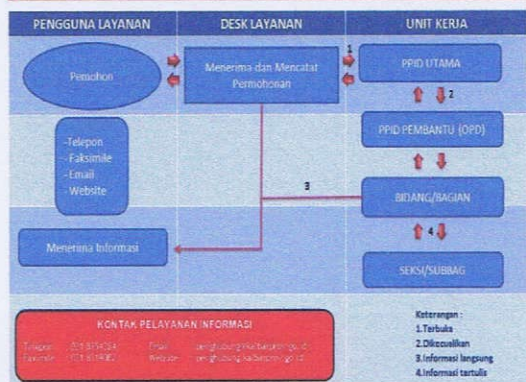 PENGGUNA LAYANAN
DESK LAYANAN
UNIT KERJA
Pemohon
Menerima dan Mencatat
Permohonan
1
PPID UTAMA
2
-Telepon
- Faksimile
- Email
- Website
PPID PEMBANTU (OPD)
3
BIDANG/BAGIAN
4
Menerima Informasi
SEKSI/SUBBAG
KONTAK PELAYANAN INFORMASI
Telepon
Email
Faksimile
Website
Keterangan :
1.Terbuka
2.Dikecualikan
3.Informasi langsung
4.Informasi tertulis